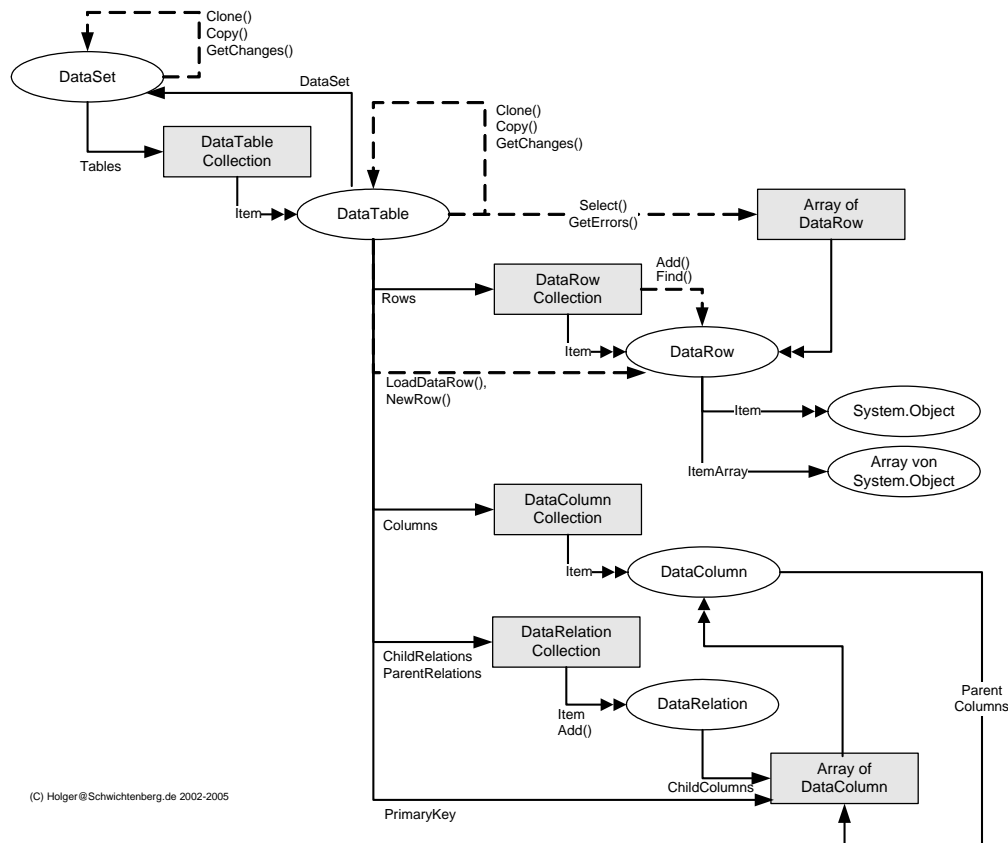 Clone()
Copy()
GetChanges()
DataSet
DataSet
Tables
DataTable
Collection
Item
Clone()
Copy()
GetChanges()
DataTable
Select()
GetErrors()
Array of
DataRow
Rows
DataRow
Collection
Add()
Find()
Item
DataRow
LoadDataRow(),
NewRow()
Item
System.Object
ItemArray
Array von
System.Object
Columns
DataColumn
Collection
Item
DataColumn
ChildRelations
ParentRelations
DataRelation
Collection
Item
Add()
DataRelation
Parent
Columns
ChildColumns
Array of
DataColumn
PrimaryKey
(C) Holger@Schwichtenberg.de 2002-2005